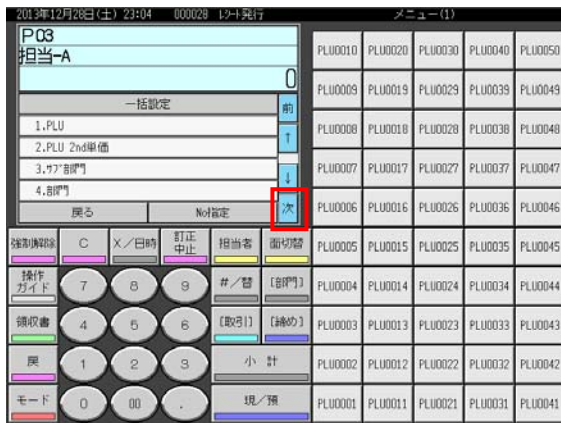 2013年12月28日(土) 23:04 000028 レシート発行 メニュー(1)
P03
担当-A
0
一括設定
前
1.PLU
↑
2.PLU 2nd単価
3.サブ部門
↓
4.部門
戻る No指定 次
強制解除 C ×/日時 訂正中止 担当者 面切替
操作ガイド 7 8 9 #/替 [部門]
領収書 4 5 6 [取引] [締め]
戻 1 2 3 小計
モード 0 00 . 現/預
PLU0010 PLU0020 PLU0030 PLU0040 PLU0050
PLU0009 PLU0019 PLU0029 PLU0039 PLU0049
PLU0008 PLU0018 PLU0028 PLU0038 PLU0048
PLU0007 PLU0017 PLU0027 PLU0037 PLU0047
PLU0006 PLU0016 PLU0026 PLU0036 PLU0046
PLU0005 PLU0015 PLU0025 PLU0035 PLU0045
PLU0004 PLU0014 PLU0024 PLU0034 PLU0044
PLU0003 PLU0013 PLU0023 PLU0033 PLU0043
PLU0002 PLU0012 PLU0022 PLU0032 PLU0042
PLU0001 PLU0011 PLU0021 PLU0031 PLU0041